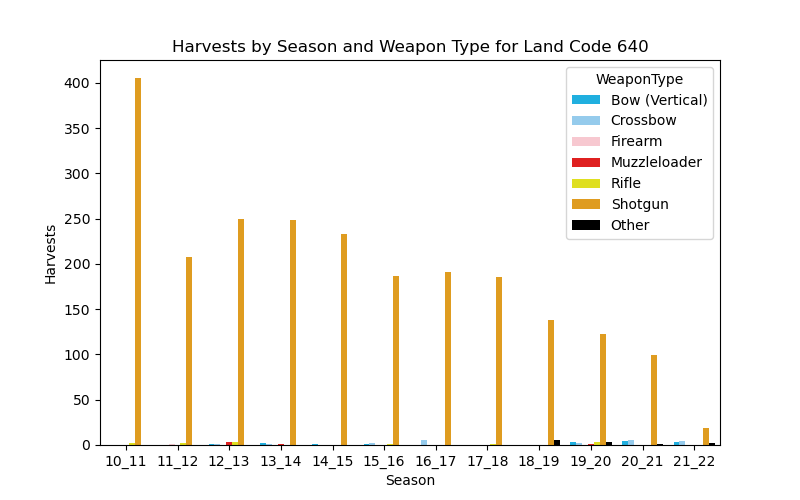 Harvests by Season and Weapon Type for Land Code 640
400
350
300
250
200
150
100
50
0
Harvests
WeaponType
Bow (Vertical)
Crossbow
Firearm
Muzzleloader
Rifle
Shotgun
Other
10_11 11_12 12_13 13_14 14_15 15_16 16_17 17_18 18_19 19_20 20_21 21_22
Season